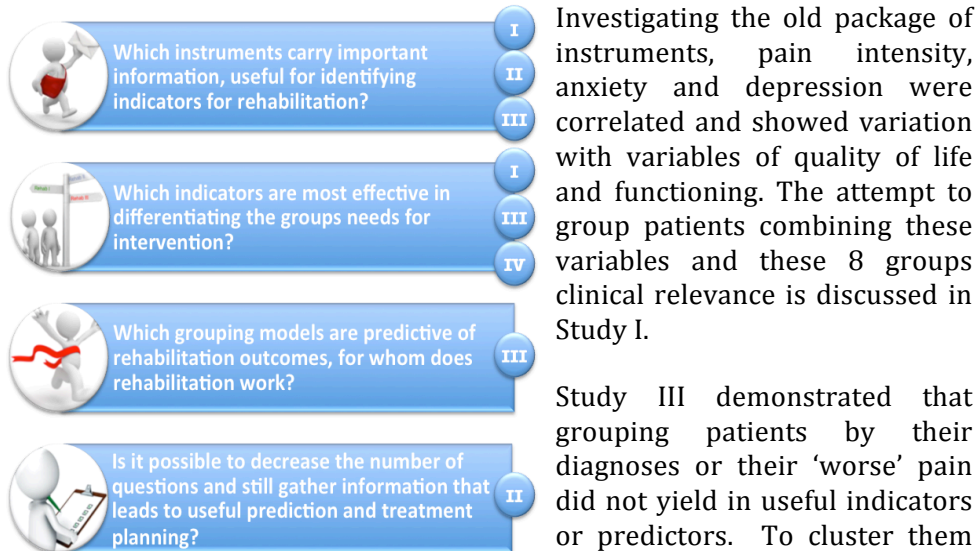 Which instruments carry important
information, useful for identifying
indicators for rehabilitation?
I
II
III
Which indicators are most effective in
differentiating the groups needs for
intervention?
I
III
IV
Which grouping models are predictive of
rehabilitation outcomes, for whom does
rehabilitation work?
III
Is it possible to decrease the number of
questions and still gather information that
leads to useful prediction and treatment
planning?
II
Investigating the old package of
instruments, pain intensity,
anxiety and depression were
correlated and showed variation
with variables of quality of life
and functioning. The attempt to
group patients combining these
variables and these 8 groups
clinical relevance is discussed in
Study I.
Study III demonstrated that
grouping patients by their
diagnoses or their ‘worse’ pain
did not yield in useful indicators
or predictors. To cluster them